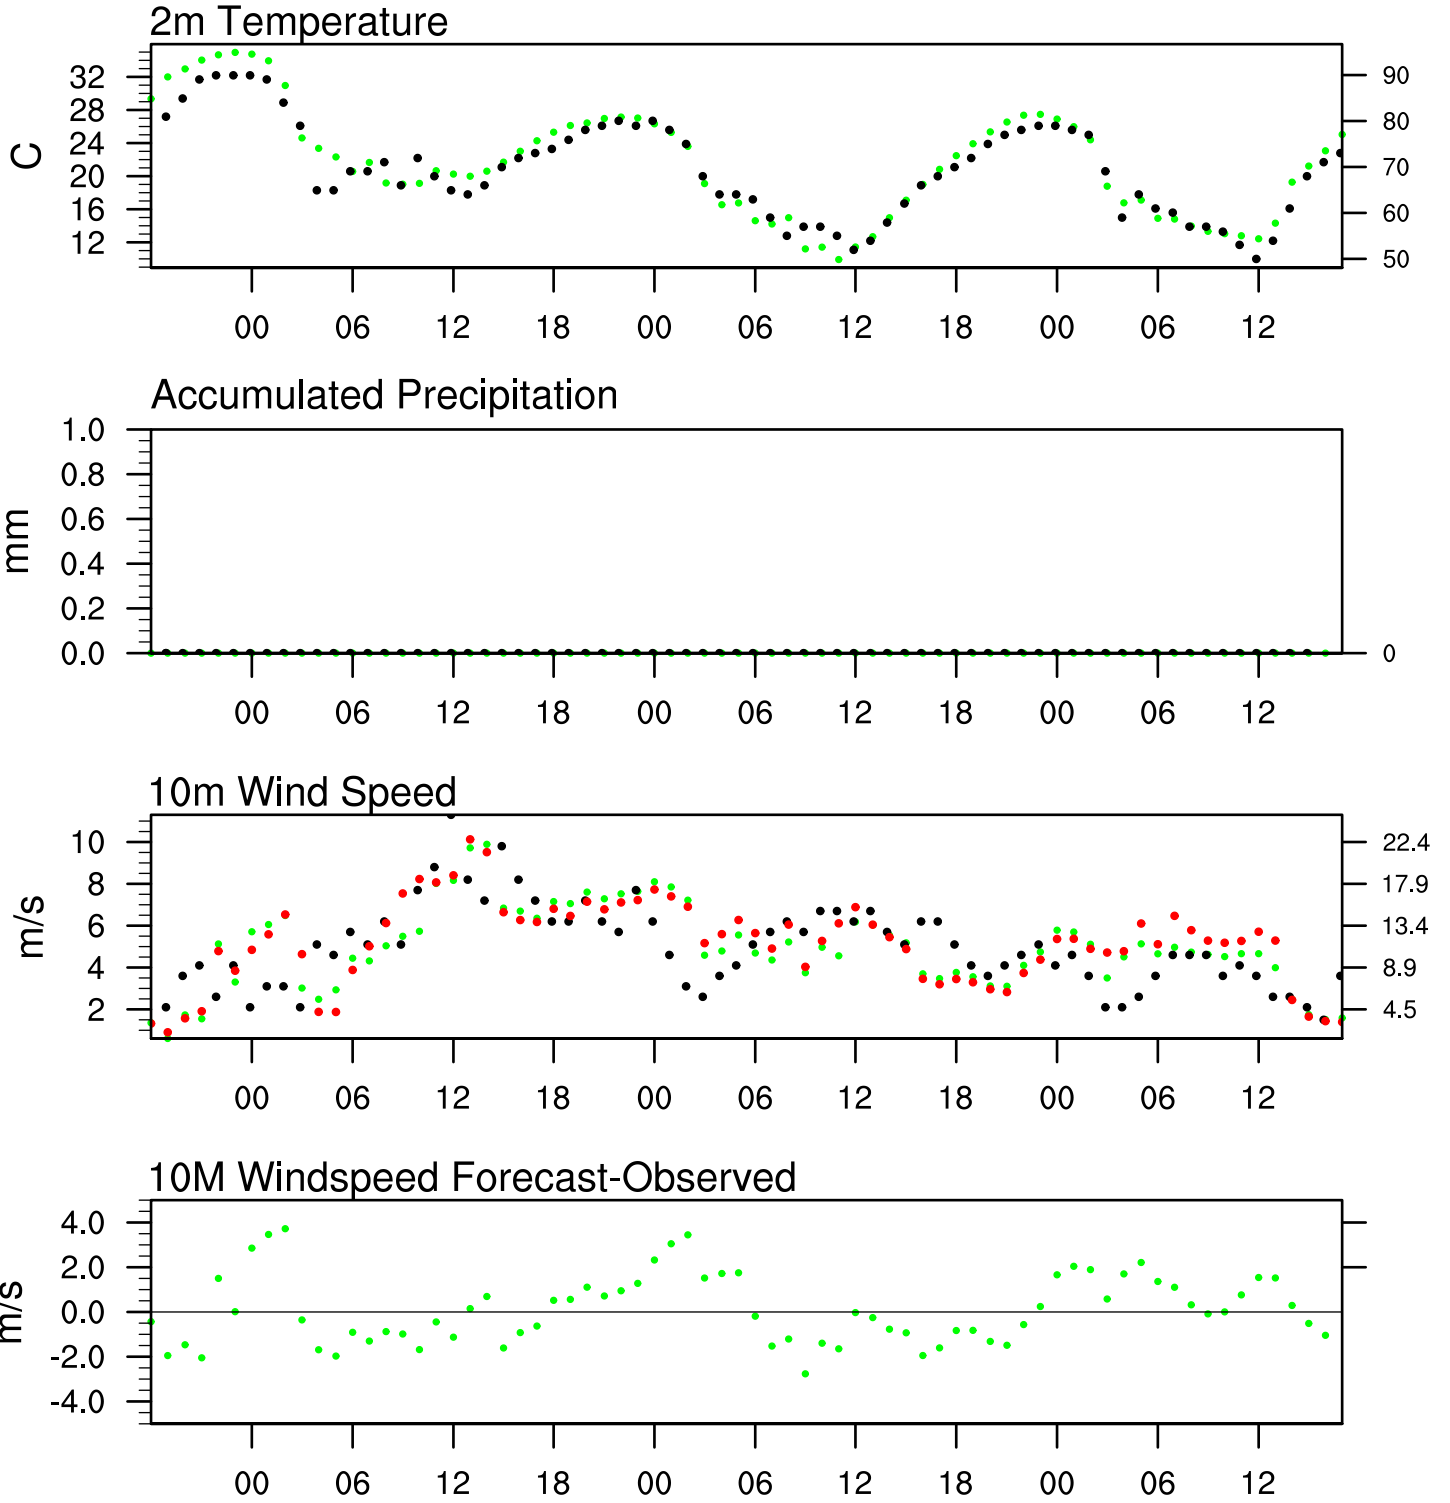 2m Temperature
C
32
28
24
20
16
12
90
80
70
60
50
00 06 12 18 00 06 12 18 00 06 12
Accumulated Precipitation
mm
1.0
0.8
0.6
0.4
0.2
0.0
0
00 06 12 18 00 06 12 18 00 06 12
10m Wind Speed
m/s
10
8
6
4
2
22.4
17.9
13.4
8.9
4.5
00 06 12 18 00 06 12 18 00 06 12
10M Windspeed Forecast-Observed
m/s
4.0
2.0
0.0
-2.0
-4.0
00 06 12 18 00 06 12 18 00 06 12